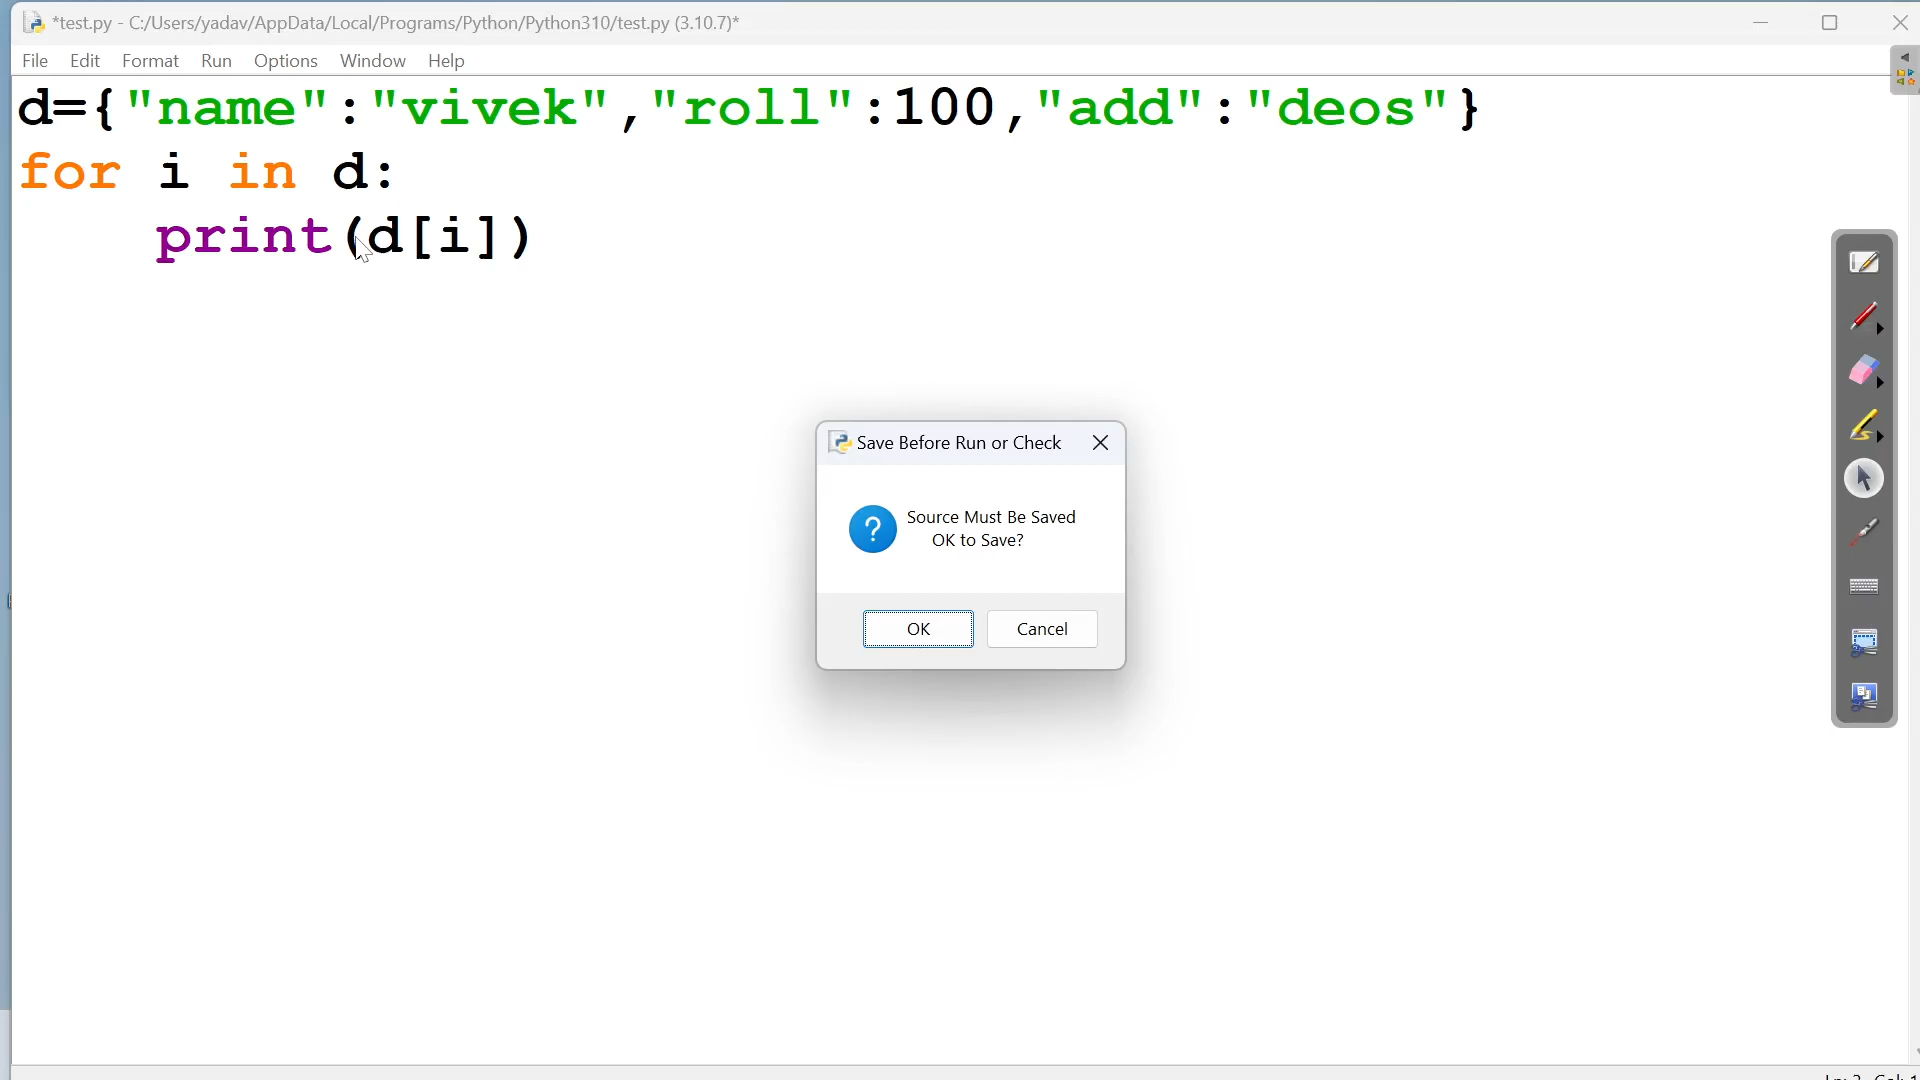 *test.py - C:/Users/yadav/AppData/Local/Programs/Python/Python310/test.py (3.10.7)*
File Edit Format Run Options Window Help
d={"name":"vivek","roll":100,"add":"deos"}
for i in d:
    print(d[i])
Save Before Run or Check
Source Must Be Saved
OK to Save?
OK Cancel